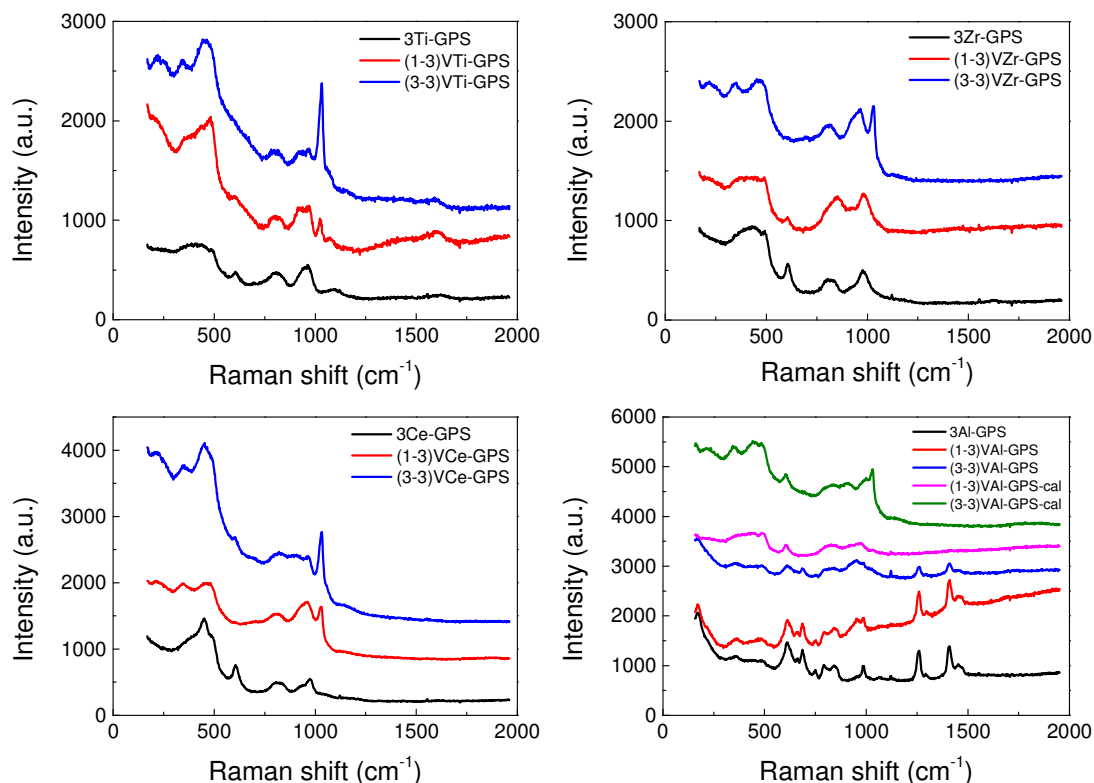 3000
2000
1000
0
0
500
1000
1500
2000
Intensity (a.u.)
Raman shift (cm⁻¹)
3Ti-GPS
(1-3)VTi-GPS
(3-3)VTi-GPS
3000
2000
1000
0
0
500
1000
1500
2000
Intensity (a.u.)
Raman shift (cm⁻¹)
3Zr-GPS
(1-3)VZr-GPS
(3-3)VZr-GPS
4000
3000
2000
1000
0
0
500
1000
1500
2000
Intensity (a.u.)
Raman shift (cm⁻¹)
3Ce-GPS
(1-3)VCe-GPS
(3-3)VCe-GPS
6000
5000
4000
3000
2000
1000
0
0
500
1000
1500
2000
Intensity (a.u.)
Raman shift (cm⁻¹)
3Al-GPS
(1-3)VAl-GPS
(3-3)VAl-GPS
(1-3)VAl-GPS-cal
(3-3)VAl-GPS-cal